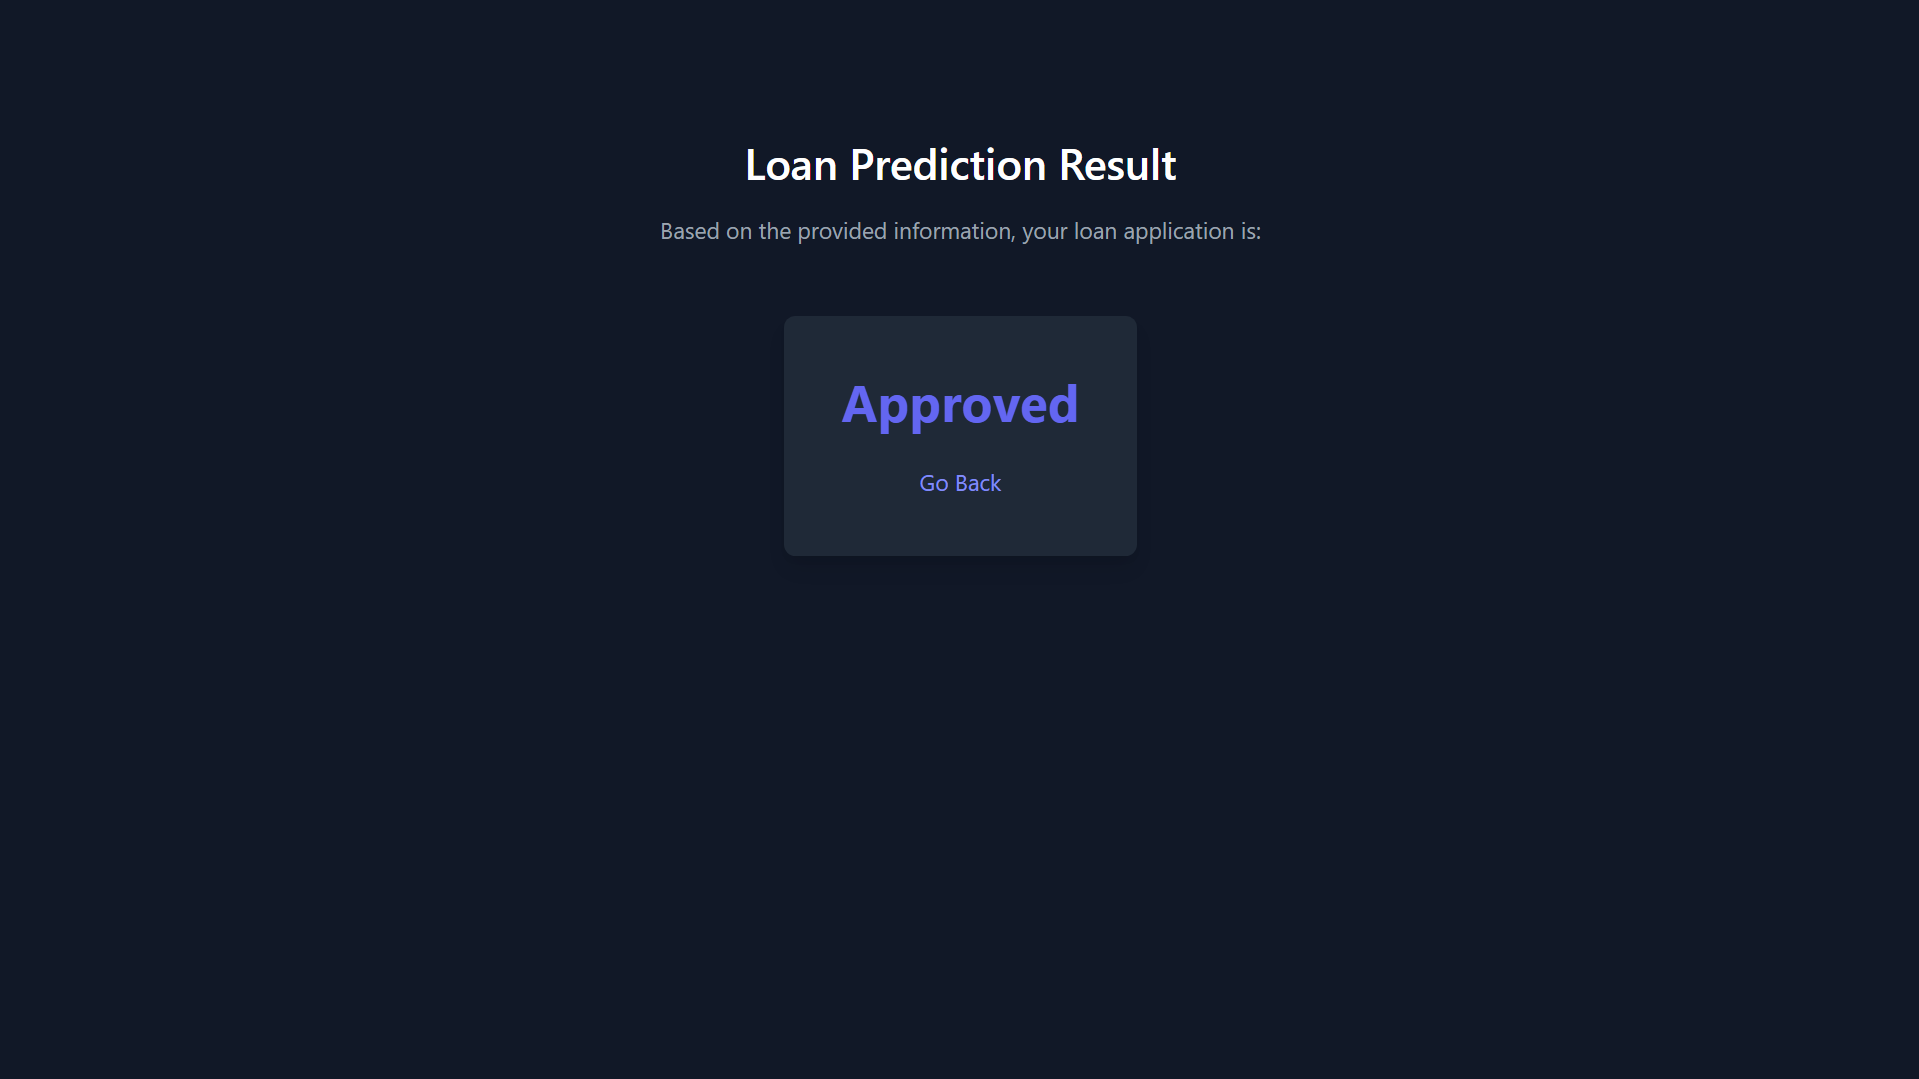 Loan Prediction Result
Based on the provided information, your loan application is:
Approved
Go Back